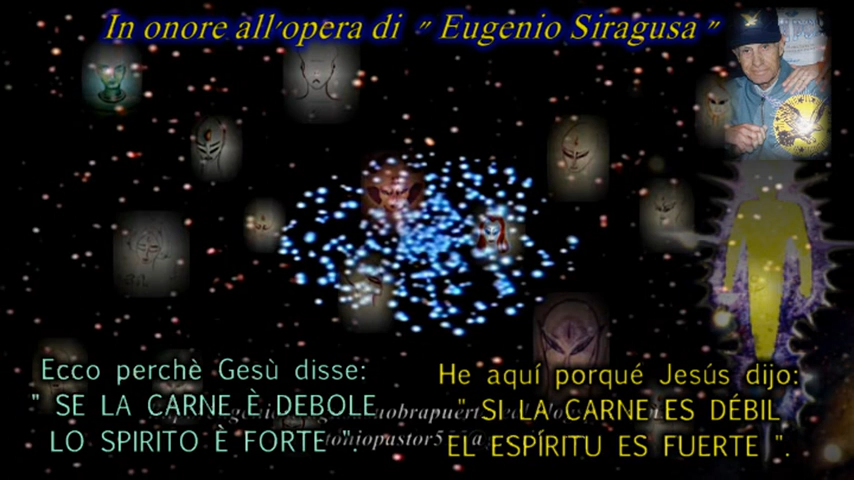 In onore all'opera di " Eugenio Siragusa "
Ecco perchè Gesù disse:
" SE LA CARNE È DEBOLE
LO SPIRITO È FORTE ".
He aquí porqué Jesús dijo:
" SI LA CARNE ES DÉBIL
EL ESPÍRITU ES FUERTE ".